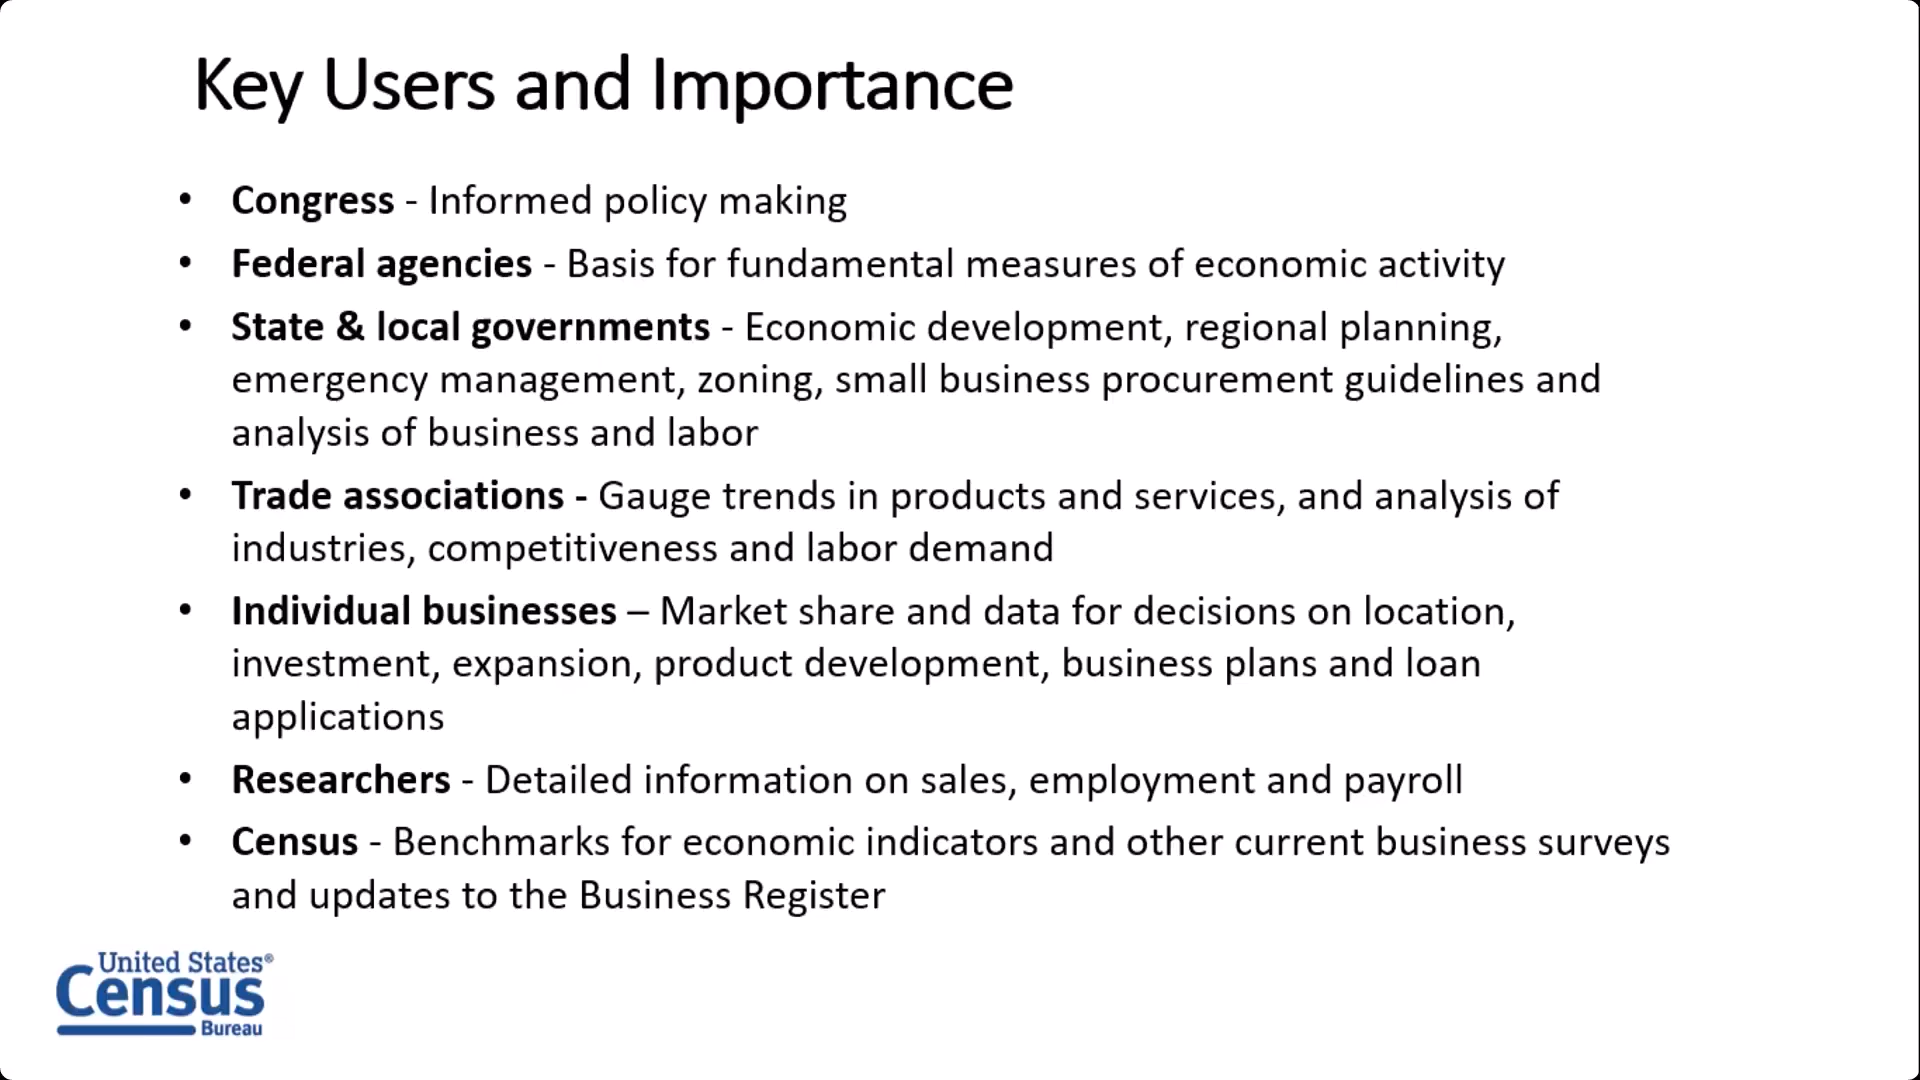 Key Users and Importance
• Congress - Informed policy making
• Federal agencies - Basis for fundamental measures of economic activity
• State & local governments - Economic development, regional planning,
emergency management, zoning, small business procurement guidelines and
analysis of business and labor
• Trade associations - Gauge trends in products and services, and analysis of
industries, competitiveness and labor demand
• Individual businesses – Market share and data for decisions on location,
investment, expansion, product development, business plans and loan
applications
• Researchers - Detailed information on sales, employment and payroll
• Census - Benchmarks for economic indicators and other current business surveys
and updates to the Business Register
United States®
Census
Bureau